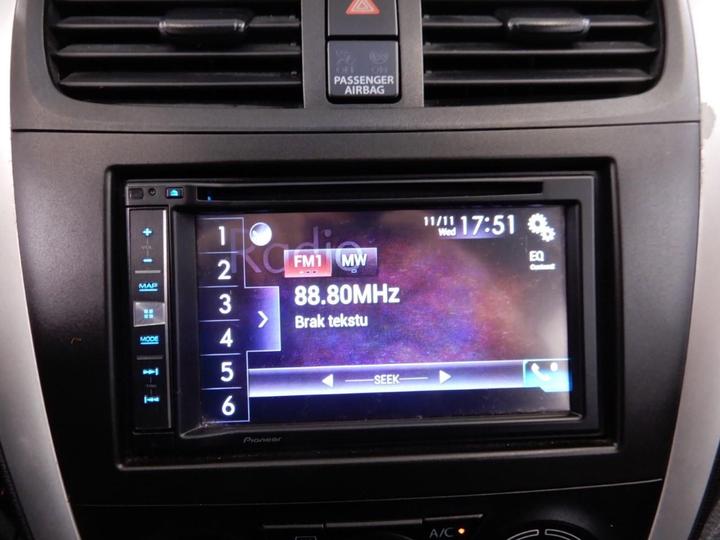 PASSENGER
AIRBAG
11/11
Wed
17:51
1
2
3
4
5
6
Radio
FM1
MW
EQ
88.80MHz
Brak tekstu
SEEK
VOL
MAP
MODE
Pioneer
A/C